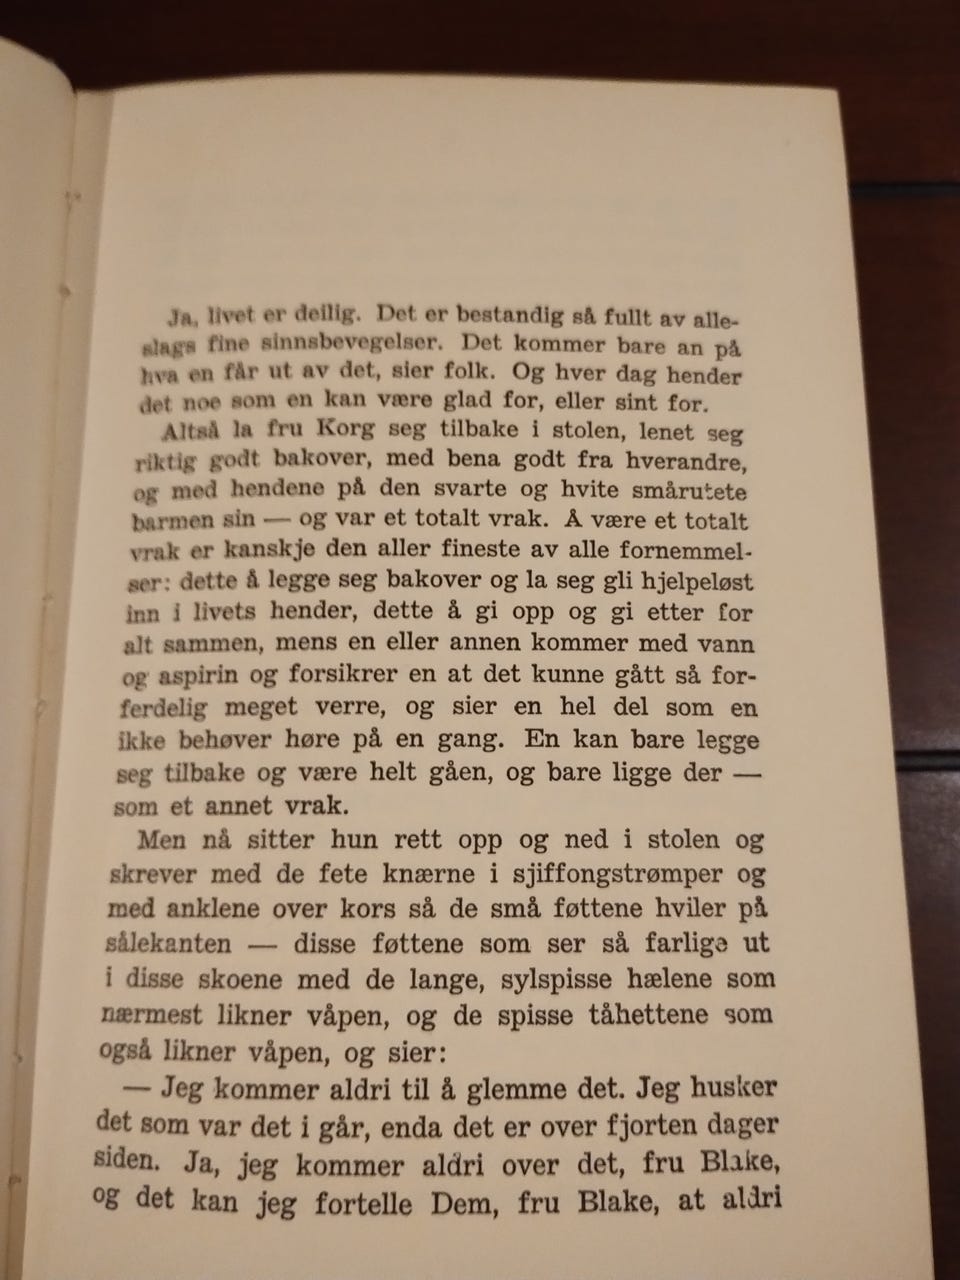 Ja, livet er deilig. Det er bestandig så fullt av alle-
slags fine sinnsbevegelser. Det kommer bare an på
hva en får ut av det, sier folk. Og hver dag hender
det noe som en kan være glad for, eller sint for.
Altså la fru Korg seg tilbake i stolen, lenet seg
riktig godt bakover, med bena godt fra hverandre,
og med hendene på den svarte og hvite smårutete
barmen sin — og var et totalt vrak. Å være et totalt
vrak er kanskje den aller fineste av alle fornemmel-
ser: dette å legge seg bakover og la seg gli hjelpeløst
inn i livets hender, dette å gi opp og gi etter for
alt sammen, mens en eller annen kommer med vann
og aspirin og forsikrer en at det kunne gått så for-
ferdelig meget verre, og sier en hel del som en
ikke behøver høre på en gang. En kan bare legge
seg tilbake og være helt gåen, og bare ligge der —
som et annet vrak.
Men nå sitter hun rett opp og ned i stolen og
skrever med de fete knærne i sjiffongstrømper og
med anklene over kors så de små føttene hviler på
sålekanten — disse føttene som ser så farlige ut
i disse skoene med de lange, sylspisse hælene som
nærmest likner våpen, og de spisse tåhettene som
også likner våpen, og sier:
— Jeg kommer aldri til å glemme det. Jeg husker
det som var det i går, enda det er over fjorten dager
siden. Ja, jeg kommer aldri over det, fru Blake,
og det kan jeg fortelle Dem, fru Blake, at aldri